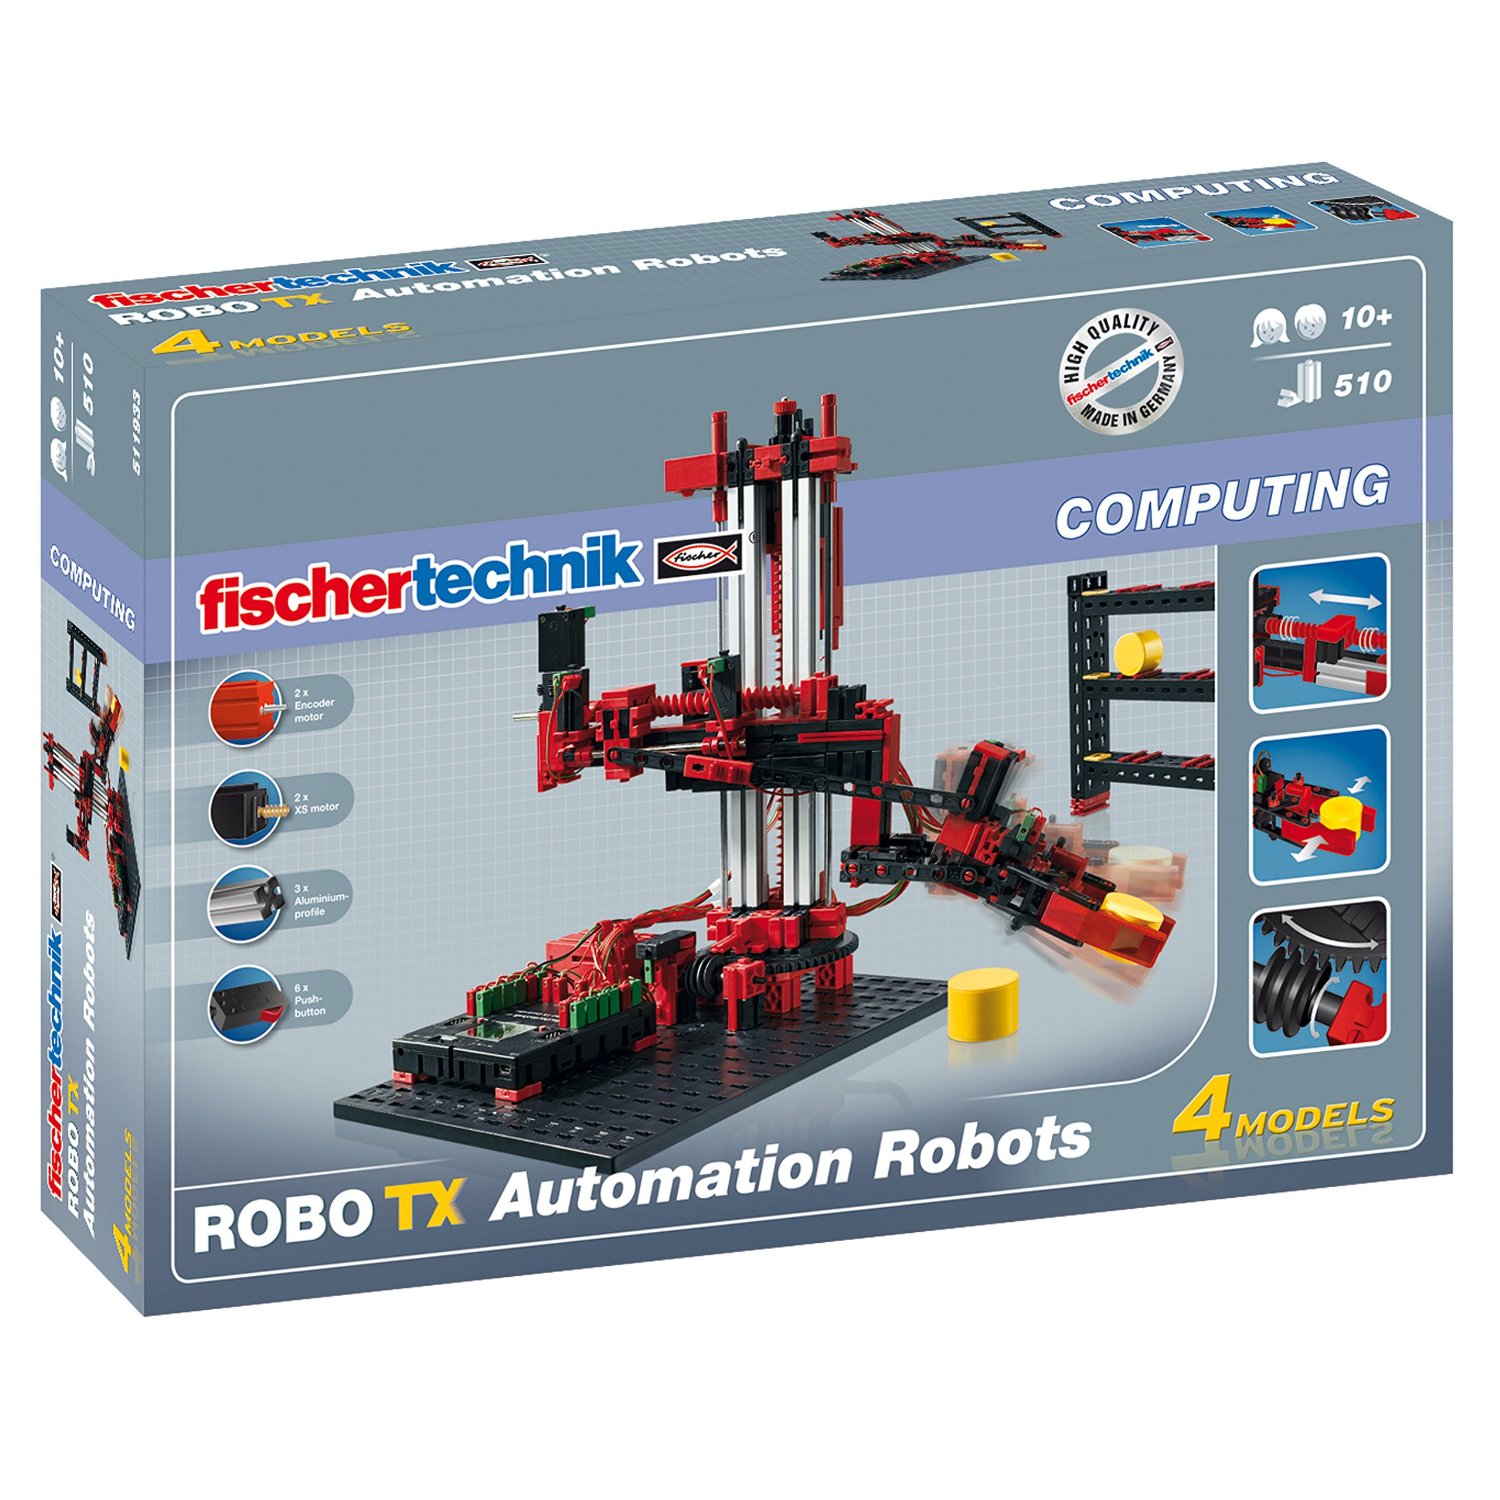 fischertechnik fischer
ROBO TX Automation Robots
4 MODELS
COMPUTING
10+
510
511933
COMPUTING
fischertechnik fischer
ROBO TX
Automation Robots
4 MODELS
HIGH QUALITY
fischertechnik
MADE IN GERMANY
10+
510
COMPUTING
fischertechnik fischer®
2 x
Encoder
motor
2 x
XS motor
3 x
Aluminium-
profile
6 x
Push-
button
4 MODELS
ROBO TX Automation Robots